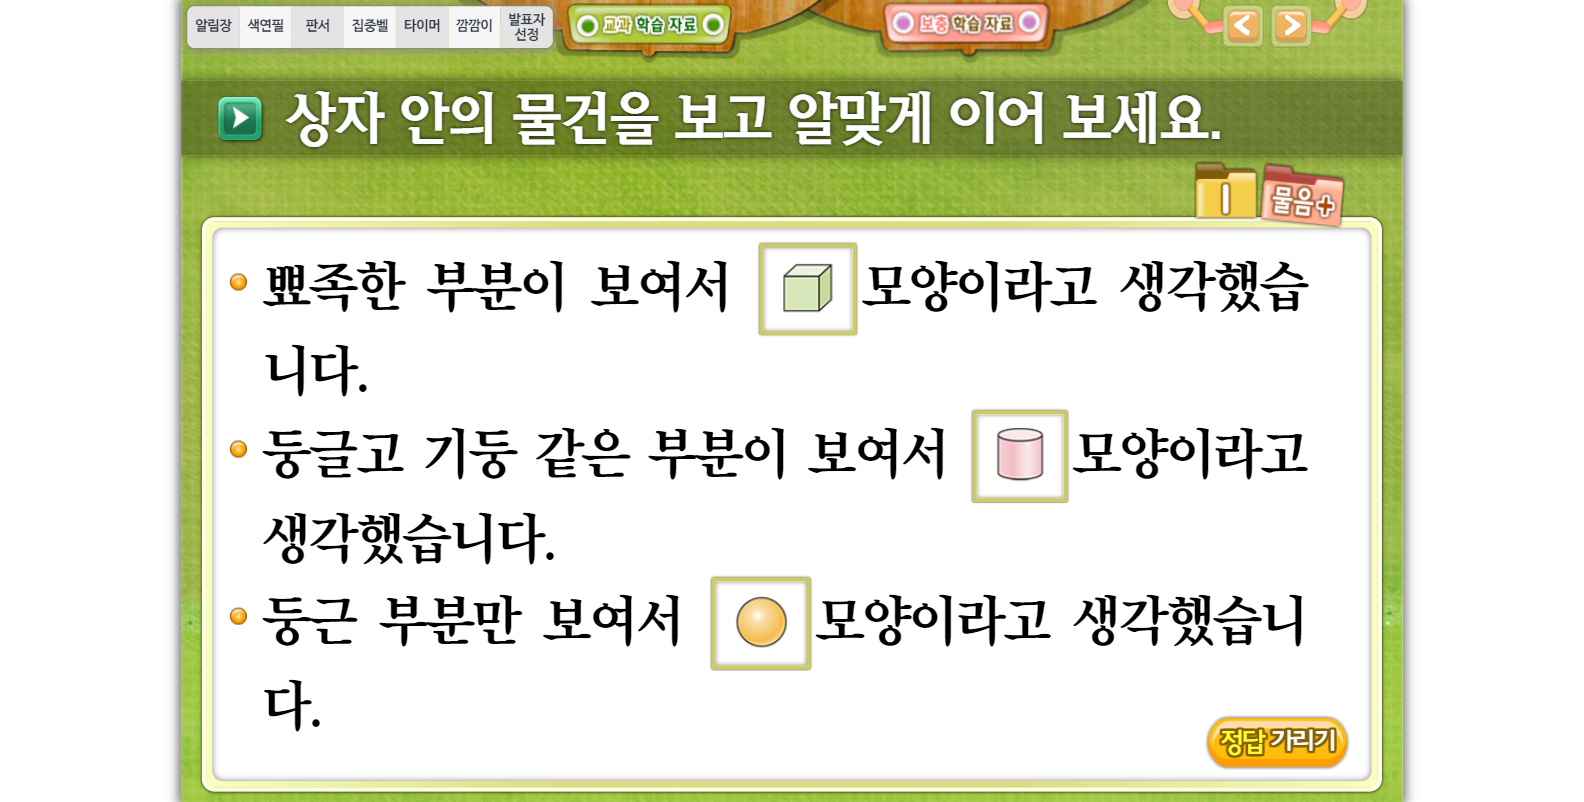 알림장 색연필 판서 집중벨 타이머 깜깜이 발표자 선정
교과 학습 자료 보충 학습 자료
상자 안의 물건을 보고 알맞게 이어 보세요.
1 물음+
뾰족한 부분이 보여서 모양이라고 생각했습
니다.
둥글고 기둥 같은 부분이 보여서 모양이라고
생각했습니다.
둥근 부분만 보여서 모양이라고 생각했습니
다.
정답 가리기